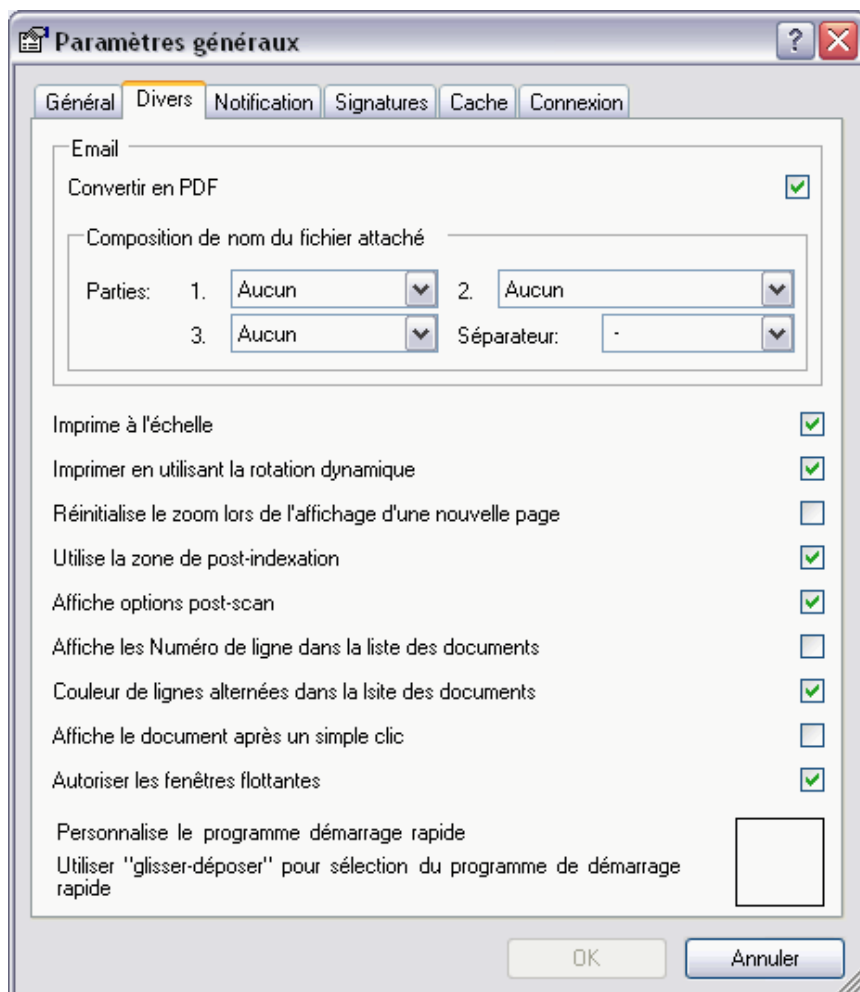 Paramètres généraux
Général Divers Notification Signatures Cache Connexion
Email
Convertir en PDF
Composition de nom du fichier attaché
Parties: 1. Aucun 2. Aucun
3. Aucun Séparateur: -
Imprime à l'échelle
Imprimer en utilisant la rotation dynamique
Réinitialise le zoom lors de l'affichage d'une nouvelle page
Utilise la zone de post-indexation
Affiche options post-scan
Affiche les Numéro de ligne dans la liste des documents
Couleur de lignes alternées dans la lsite des documents
Affiche le document après un simple clic
Autoriser les fenêtres flottantes
Personnalise le programme démarrage rapide
Utiliser "glisser-déposer" pour sélection du programme de démarrage
rapide
OK Annuler